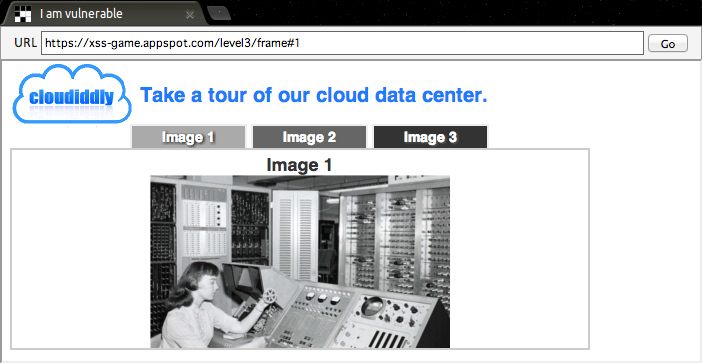 I am vulnerable
URL https://xss-game.appspot.com/level3/frame#1 Go
cloudiddly Take a tour of our cloud data center.
Image 1 Image 2 Image 3
Image 1